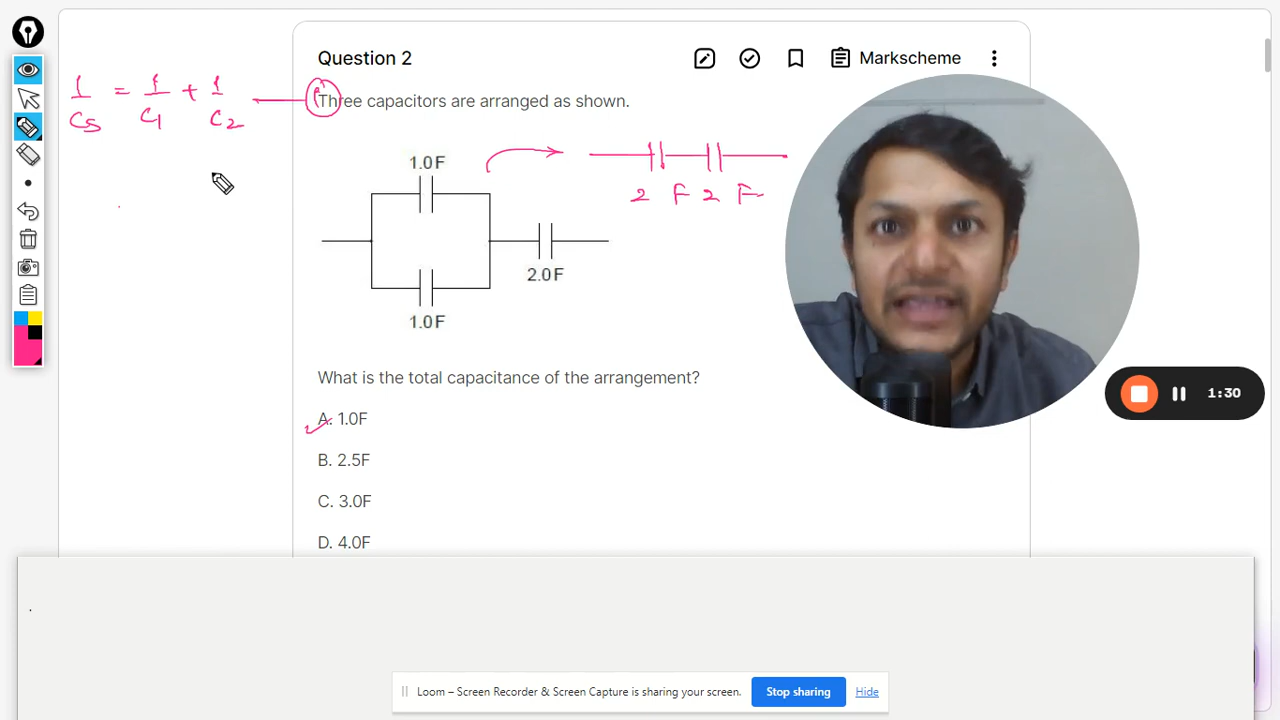 Question 2
Markscheme
1/C5 = 1/C1 + 1/C2
Three capacitors are arranged as shown.
1.0F
2 F 2 F
2.0F
1.0F
What is the total capacitance of the arrangement?
A. 1.0F
1:30
B. 2.5F
C. 3.0F
D. 4.0F
Loom – Screen Recorder & Screen Capture is sharing your screen.
Stop sharing
Hide